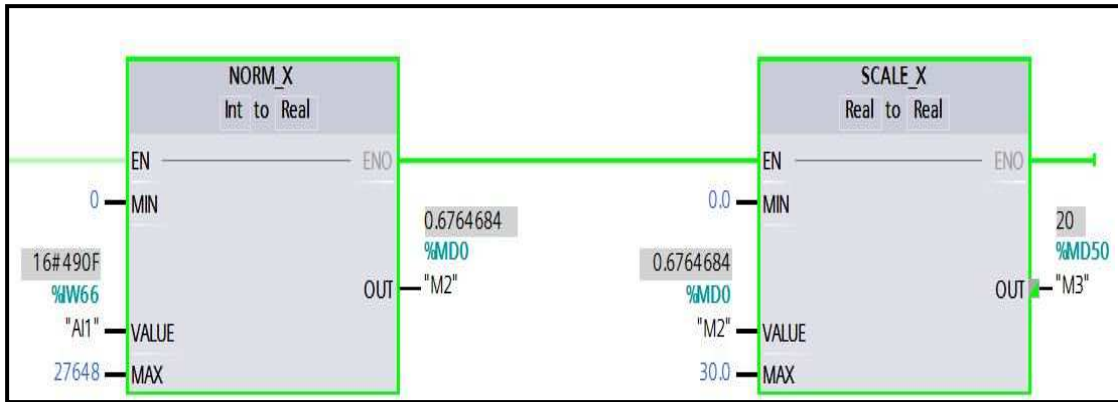 NORM_X
Int to Real
EN
ENO
0
MIN
0.6764684
%MD0
16#490F
%IW66
OUT
"M2"
"AI1"
VALUE
27648
MAX
SCALE_X
Real to Real
EN
ENO
0.0
MIN
20
%MD50
0.6764684
%MD0
OUT
"M3"
"M2"
VALUE
30.0
MAX